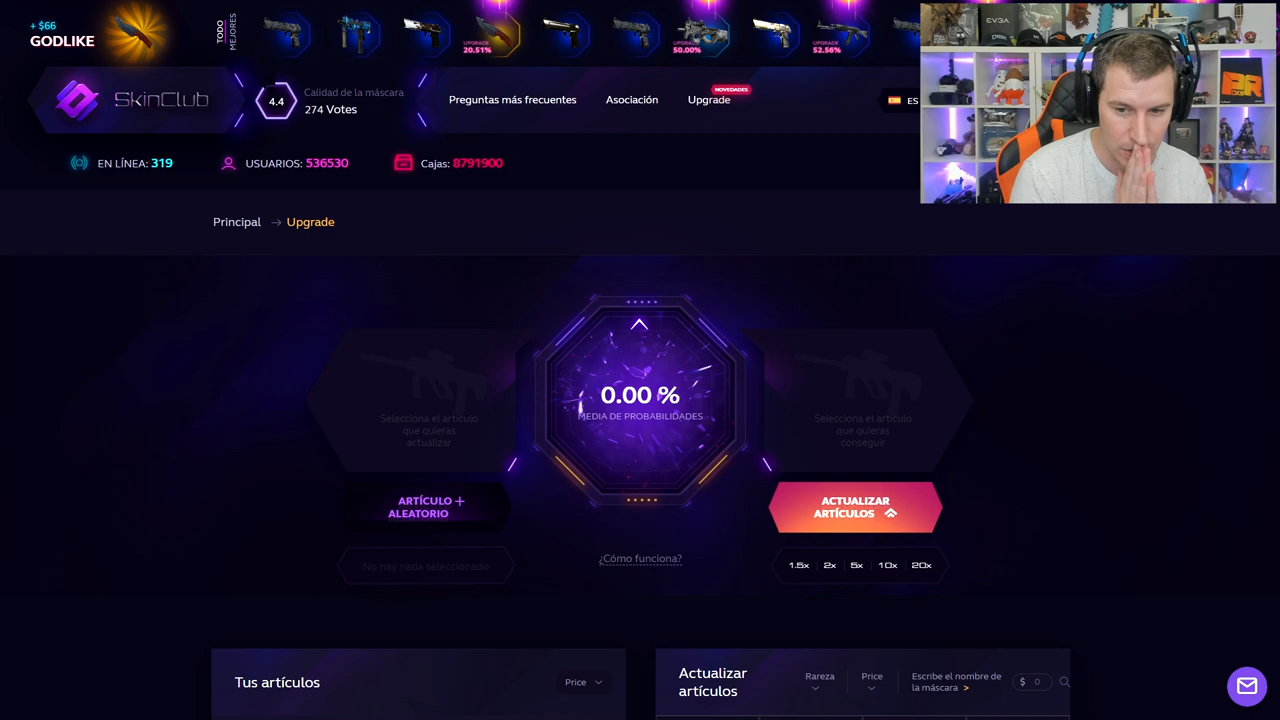 + $66
GODLIKE
TODO
MEJORES
UPGRADE
20.51%
UPGRADE
50.00%
UPGRADE
52.56%
EVGA
SkinClub
4.4
Calidad de la máscara
274 Votes
Preguntas más frecuentes
Asociación
Upgrade
NOVEDADES
ES
EN LÍNEA: 319
USUARIOS: 536530
Cajas: 8791900
Principal → Upgrade
0.00 %
MEDIA DE PROBABILIDADES
Selecciona el artículo
que quieras
actualizar
Selecciona el artículo
que quieras
conseguir
ARTÍCULO +
ALEATORIO
ACTUALIZAR
ARTÍCULOS
No hay nada seleccionado
¿Cómo funciona?
1.5x 2x 5x 10x 20x
Tus artículos
Price
Actualizar
artículos
Rareza
Price
Escribe el nombre de
la máscara >
$ 0